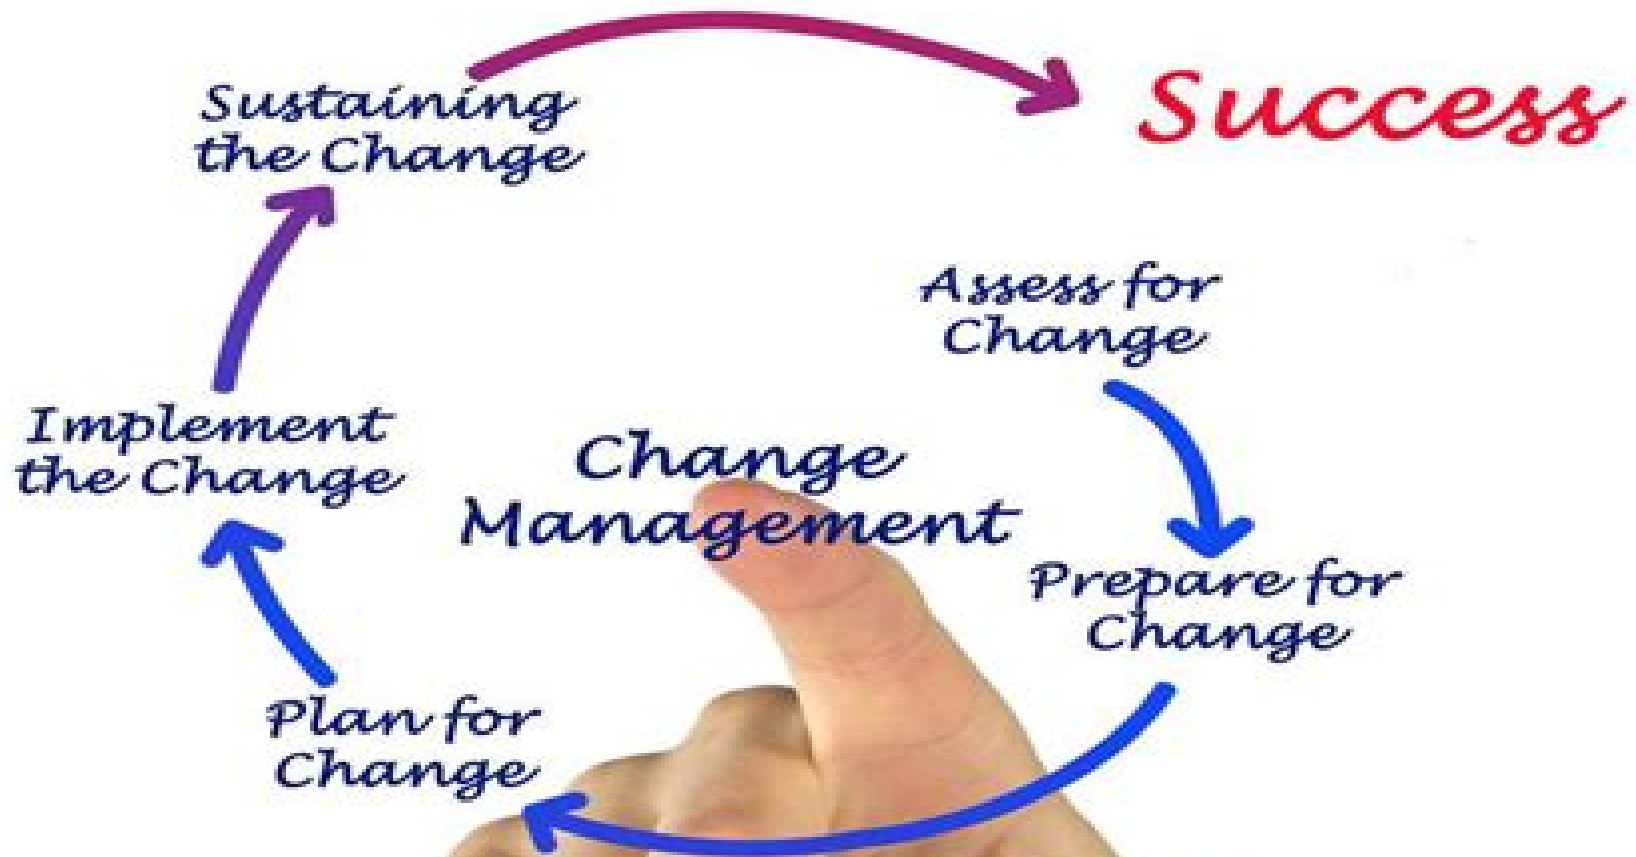 Sustaining
the Change
Success
Assess for
Change
Implement
the Change
Change
Management
Prepare for
Change
Plan for
Change